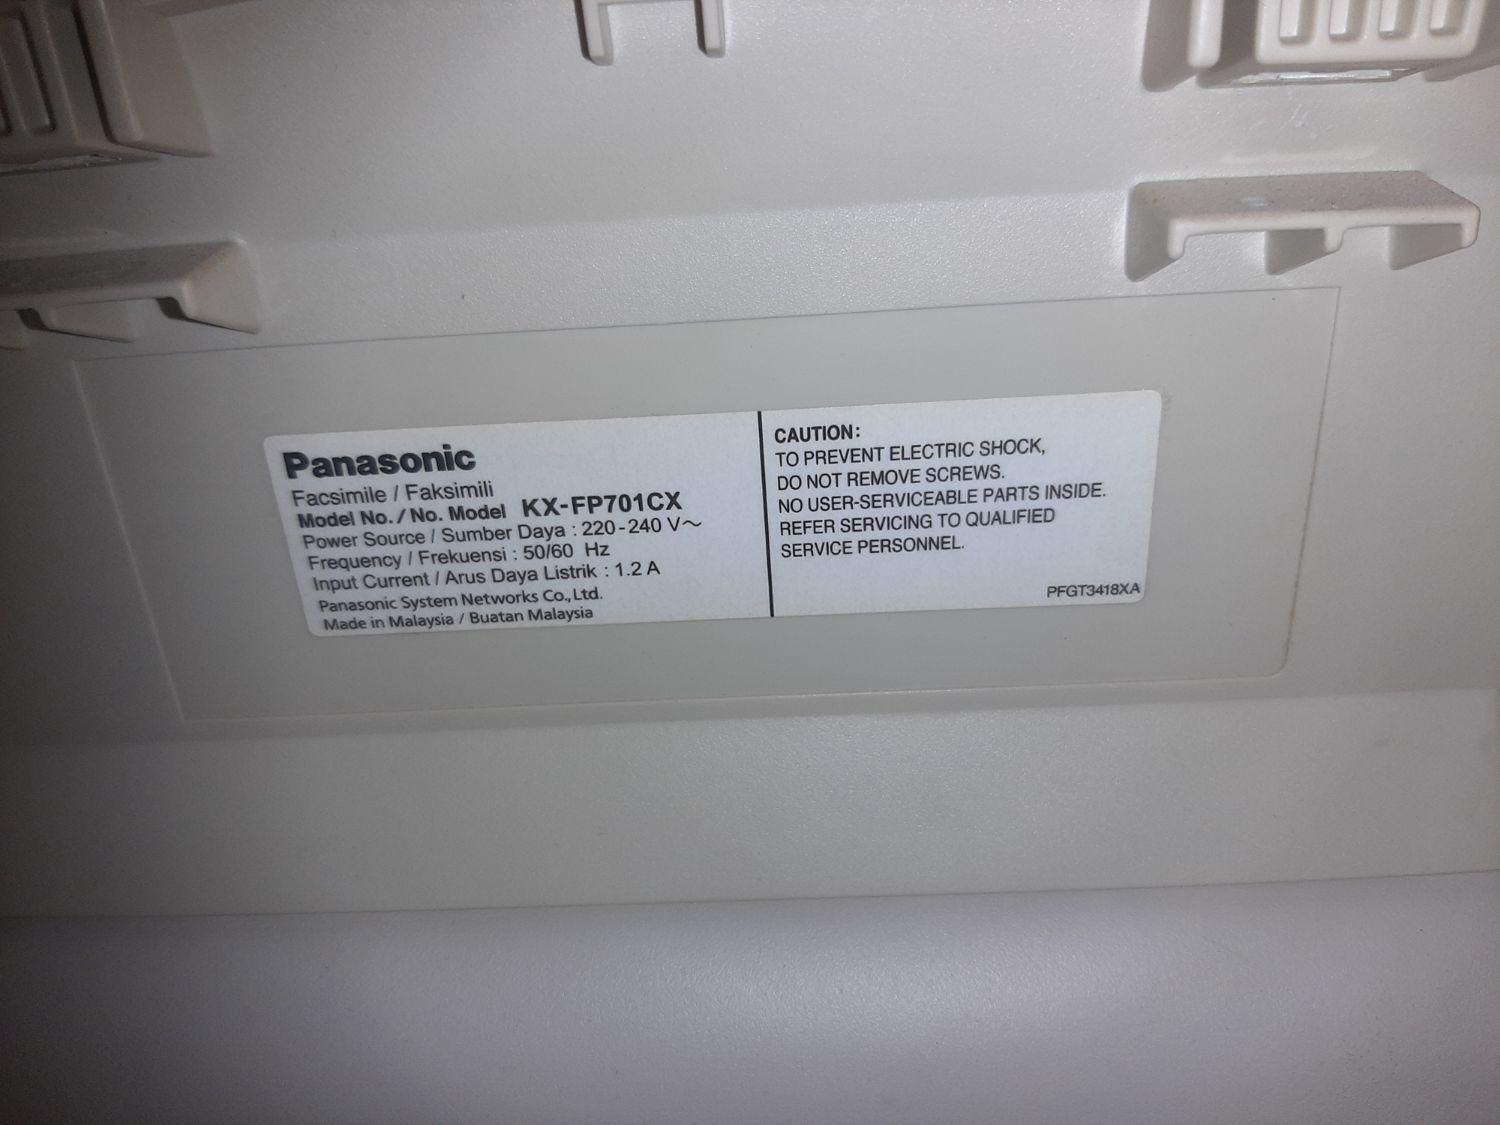 Panasonic
Facsimile / Faksimili
Model No. / No. Model KX-FP701CX
Power Source / Sumber Daya : 220-240 V～
Frequency / Frekuensi : 50/60 Hz
Input Current / Arus Daya Listrik : 1.2 A
Panasonic System Networks Co., Ltd.
Made in Malaysia / Buatan Malaysia
CAUTION:
TO PREVENT ELECTRIC SHOCK,
DO NOT REMOVE SCREWS.
NO USER-SERVICEABLE PARTS INSIDE.
REFER SERVICING TO QUALIFIED
SERVICE PERSONNEL.
PFGT3418XA